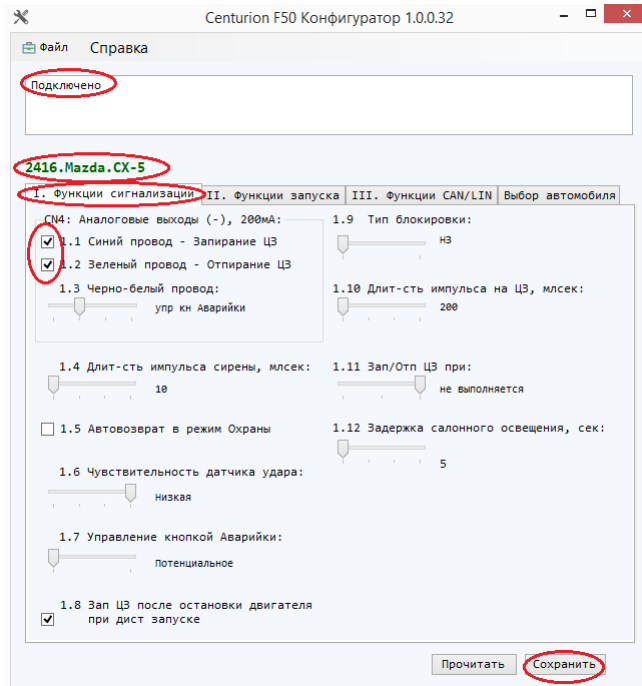 Centurion F50 Конфигуратор 1.0.0.32
Файл Справка
Подключено
2416.Mazda.CX-5
I. Функции сигнализации II. Функции запуска III. Функции CAN/LIN Выбор автомобиля
CN4: Аналоговые выходы (-), 200мА:
1.1 Синий провод - Запирание ЦЗ
1.2 Зеленый провод - Отпирание ЦЗ
1.3 Черно-белый провод:
упр кн Аварийки
1.4 Длит-сть импульса сирены, млсек:
10
1.5 Автовозврат в режим Охраны
1.6 Чувствительность датчика удара:
Низкая
1.7 Управление кнопкой Аварийки:
Потенциальное
1.8 Зап ЦЗ после остановки двигателя
при дист запуске
1.9 Тип блокировки:
НЗ
1.10 Длит-сть импульса на ЦЗ, млсек:
200
1.11 Зап/Отп ЦЗ при:
не выполняется
1.12 Задержка салонного освещения, сек:
5
Прочитать Сохранить